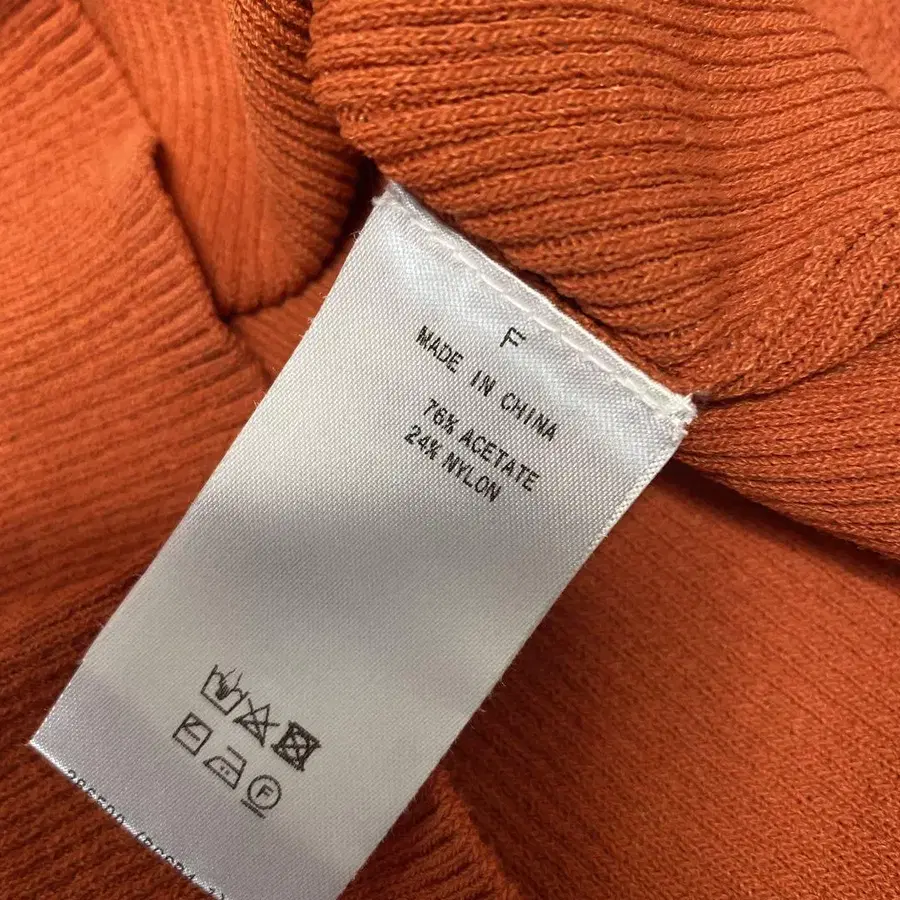 F
MADE IN CHINA
76% ACETATE
24% NYLON
F